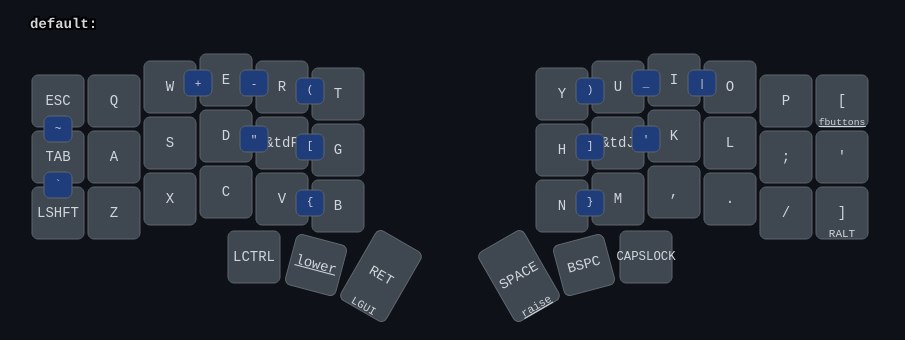 default:
ESC Q W + E - R ( T Y ) U _ I | O P [
fbuttons
~
TAB A S D " &tdF [ G H ] &tdJ ' K L ; '
`
LSHFT Z X C V { B N } M , . / ]
RALT
LCTRL lower RET SPACE BSPC CAPSLOCK
LGUI raise